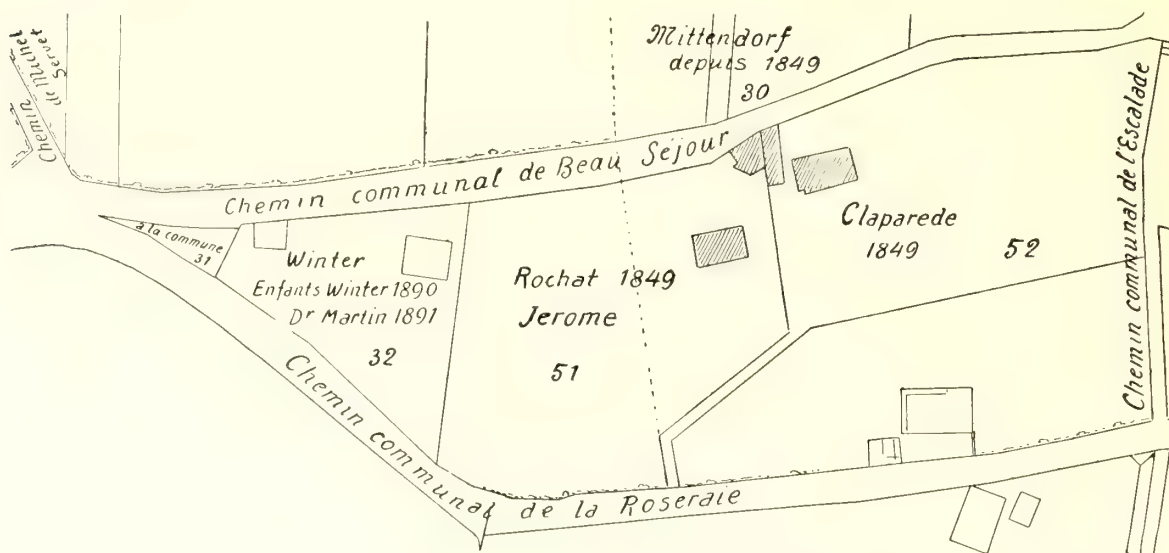 Chemin
de Michel
Servet
Mittendorf
depuis 1849
30
Chemin communal de Beau Séjour
à la commune
31
Winter
Enfants Winter 1890
Dr Martin 1891
32
Rochat 1849
Jerome
51
Claparede
1849
52
Chemin communal de l'Escalade
Chemin communal de la Roseraie